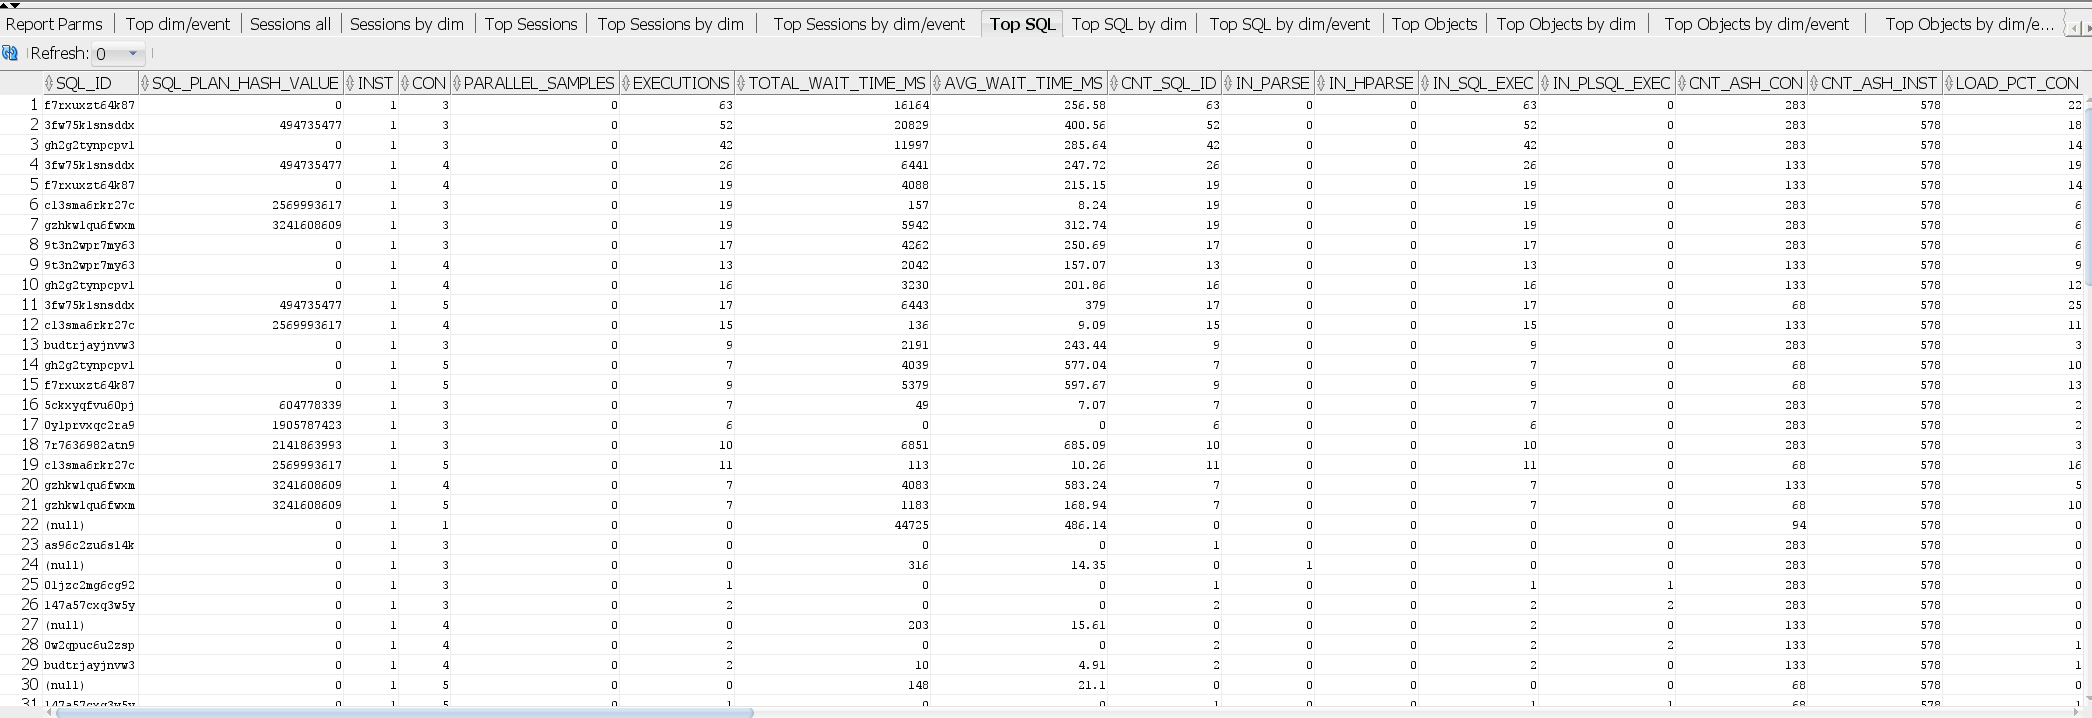 Report Parms Top dim/event Sessions all Sessions by dim Top Sessions Top Sessions by dim Top Sessions by dim/event Top SQL Top SQL by dim Top SQL by dim/event Top Objects Top Objects by dim Top Objects by dim/event Top Objects by dim/e...
Refresh: 0
SQL_ID SQL_PLAN_HASH_VALUE INST CON PARALLEL_SAMPLES EXECUTIONS TOTAL_WAIT_TIME_MS AVG_WAIT_TIME_MS CNT_SQL_ID IN_PARSE IN_HPARSE IN_SQL_EXEC IN_PLSQL_EXEC CNT_ASH_CON CNT_ASH_INST LOAD_PCT_CON
1 f7rxuxzt64k87 0 1 3 0 63 16164 256.58 63 0 0 63 0 283 578 22
2 3fw75k1snsddx 494735477 1 3 0 52 20829 400.56 52 0 0 52 0 283 578 18
3 gh2g2tynpcpv1 0 1 3 0 42 11997 285.64 42 0 0 42 0 283 578 14
4 3fw75k1snsddx 494735477 1 4 0 26 6441 247.72 26 0 0 26 0 133 578 19
5 f7rxuxzt64k87 0 1 4 0 19 4088 215.15 19 0 0 19 0 133 578 14
6 c13sma6rkr27c 2569993617 1 3 0 19 157 8.24 19 0 0 19 0 283 578 6
7 gzhkw1qu6fwxm 3241608609 1 3 0 19 5942 312.74 19 0 0 19 0 283 578 6
8 9t3n2wpr7my63 0 1 3 0 17 4262 250.69 17 0 0 17 0 283 578 6
9 9t3n2wpr7my63 0 1 4 0 13 2042 157.07 13 0 0 13 0 133 578 9
10 gh2g2tynpcpv1 0 1 4 0 16 3230 201.86 16 0 0 16 0 133 578 12
11 3fw75k1snsddx 494735477 1 5 0 17 6443 379 17 0 0 17 0 68 578 25
12 c13sma6rkr27c 2569993617 1 4 0 15 136 9.09 15 0 0 15 0 133 578 11
13 budtrjayjnvw3 0 1 3 0 9 2191 243.44 9 0 0 9 0 283 578 3
14 gh2g2tynpcpv1 0 1 5 0 7 4039 577.04 7 0 0 7 0 68 578 10
15 f7rxuxzt64k87 0 1 5 0 9 5379 597.67 9 0 0 9 0 68 578 13
16 5ckxyqfvu60pj 604778339 1 3 0 7 49 7.07 7 0 0 7 0 283 578 2
17 0y1prvxqc2ra9 1905787423 1 3 0 6 0 0 6 0 0 6 0 283 578 2
18 7r7636982atn9 2141863993 1 3 0 10 6851 685.09 10 0 0 10 0 283 578 3
19 c13sma6rkr27c 2569993617 1 5 0 11 113 10.26 11 0 0 11 0 68 578 16
20 gzhkw1qu6fwxm 3241608609 1 4 0 7 4083 583.24 7 0 0 7 0 133 578 5
21 gzhkw1qu6fwxm 3241608609 1 5 0 7 1183 168.94 7 0 0 7 0 68 578 10
22 (null) 0 1 1 0 0 44725 486.14 0 0 0 0 0 94 578 0
23 as96c2zu6s14k 0 1 3 0 0 0 0 1 0 0 0 0 283 578 0
24 (null) 0 1 3 0 0 316 14.35 0 1 0 0 0 283 578 0
25 01jzc2mg6cg92 0 1 3 0 1 0 0 1 0 0 1 1 283 578 0
26 147a57cxq3w5y 0 1 3 0 2 0 0 2 0 0 2 2 283 578 0
27 (null) 0 1 4 0 0 203 15.61 0 0 0 2 0 133 578 0
28 0w2qpuc6u2zsp 0 1 4 0 2 0 0 2 0 0 2 2 133 578 1
29 budtrjayjnvw3 0 1 4 0 2 10 4.91 2 0 0 2 0 133 578 1
30 (null) 0 1 5 0 0 148 21.1 0 0 0 0 0 68 578 0
31 147a57cxq3w5y 0 1 5 0 1 0 0 1 0 0 1 1 68 578 1